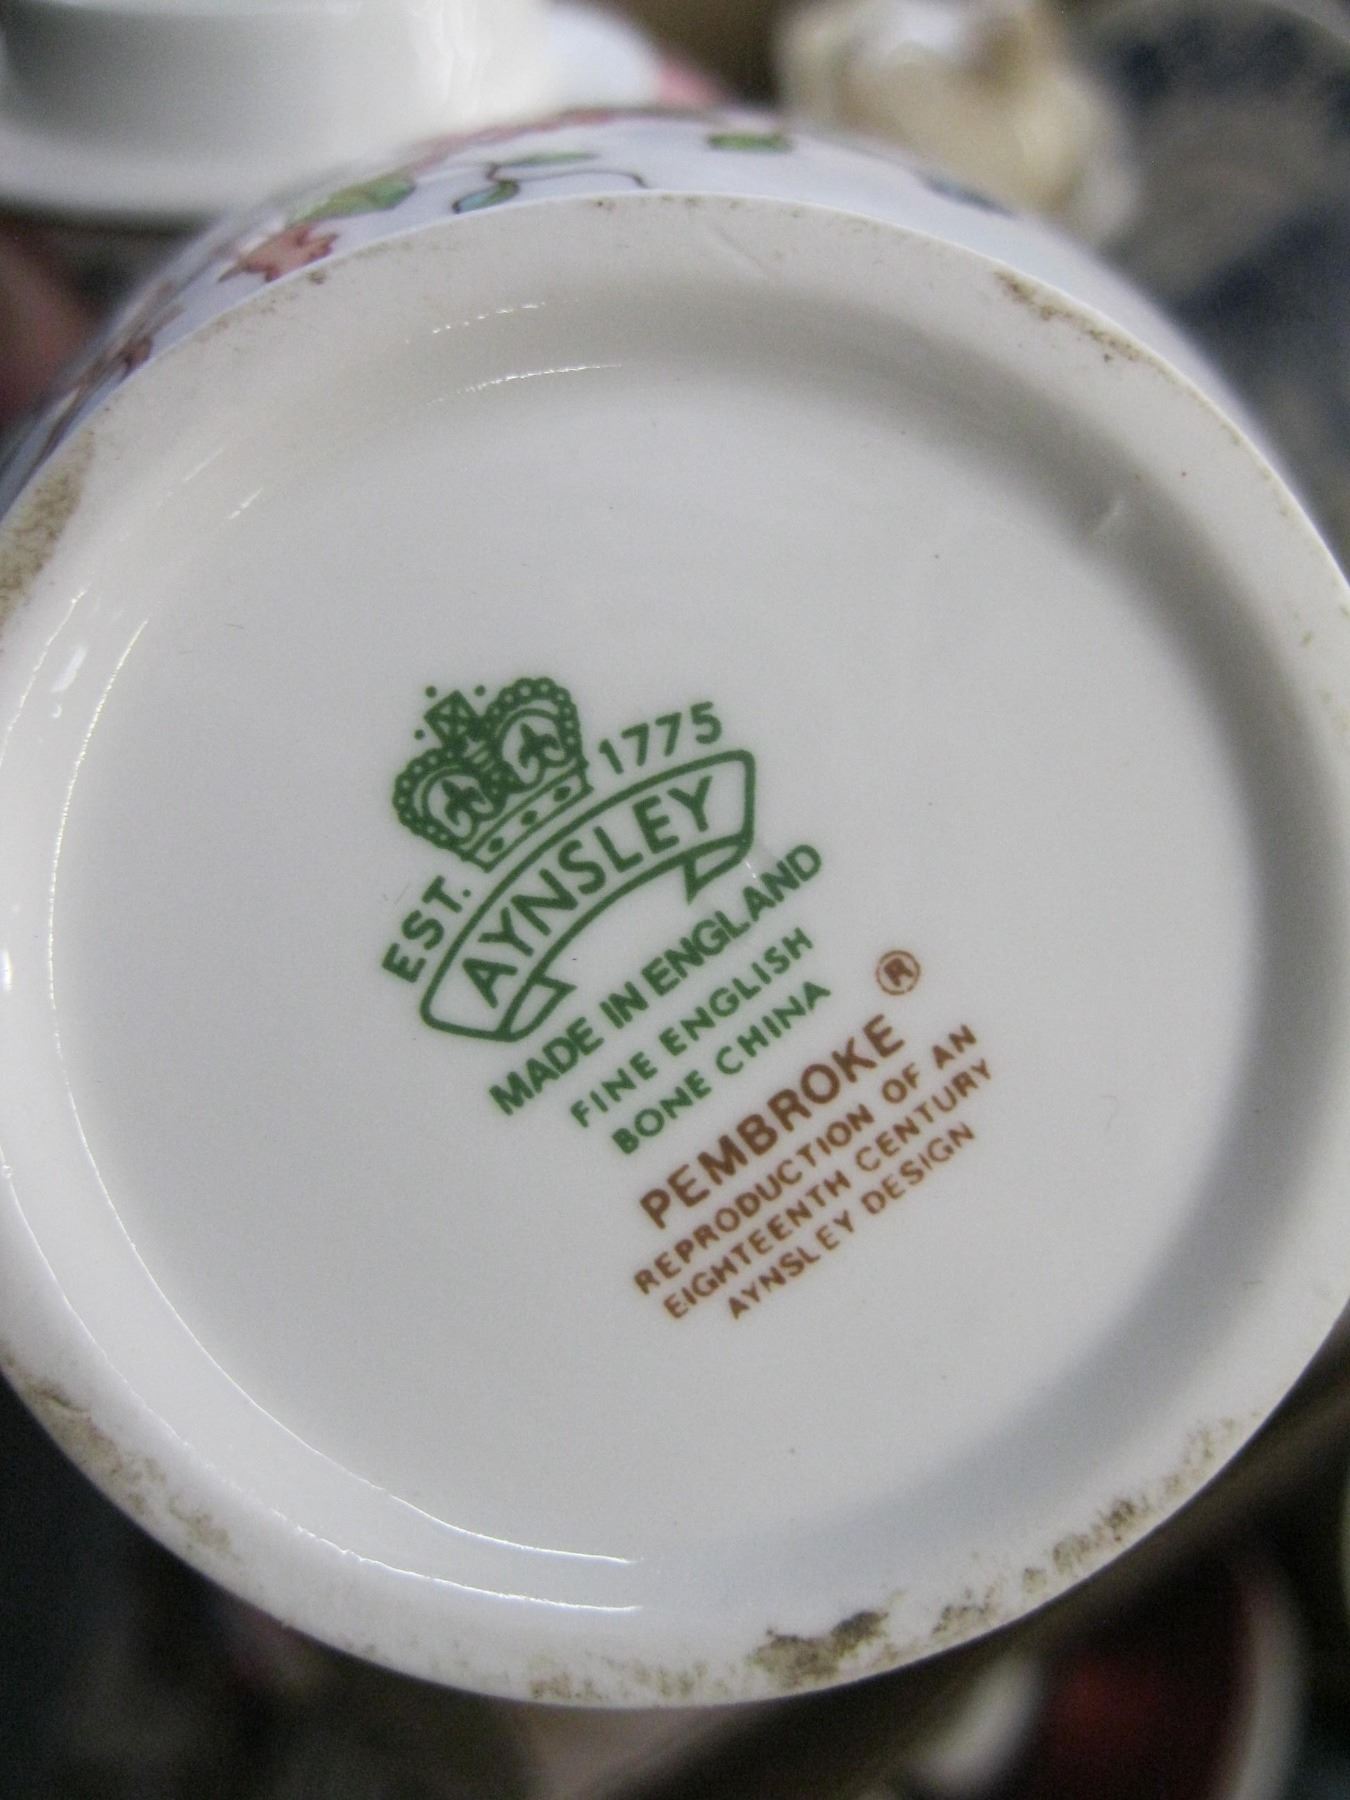 EST. 1775
AYNSLEY
MADE IN ENGLAND
FINE ENGLISH
BONE CHINA
®
PEMBROKE
REPRODUCTION OF AN
EIGHTEENTH CENTURY
AYNSLEY DESIGN